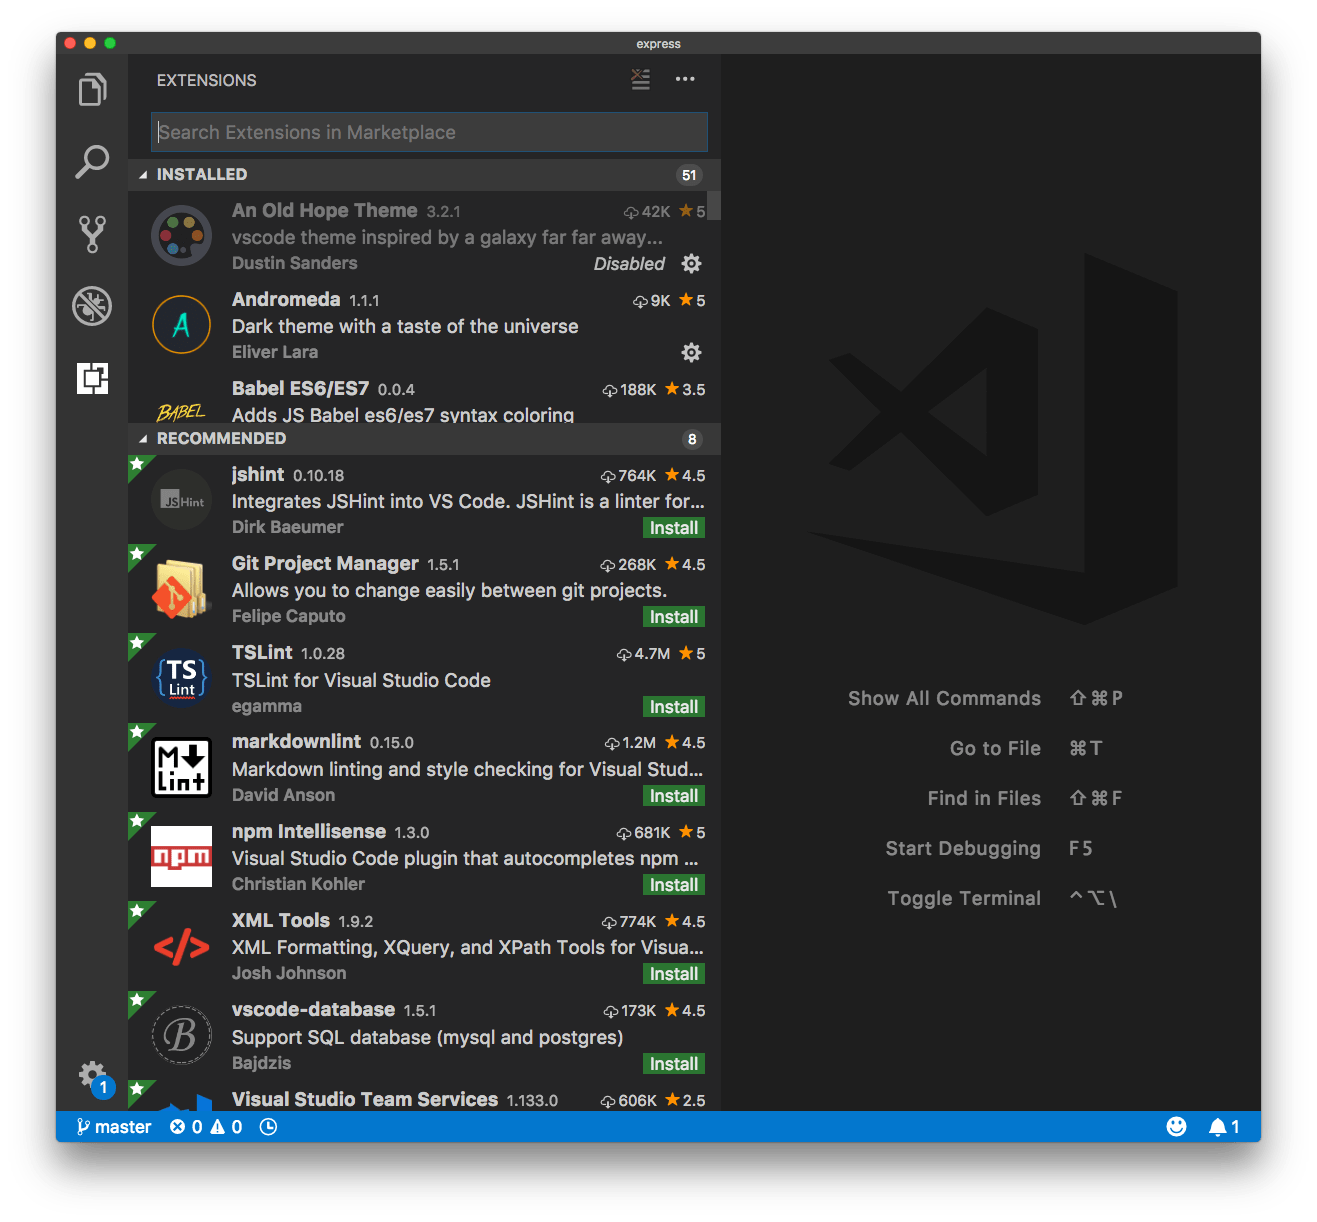 express
EXTENSIONS
Search Extensions in Marketplace
INSTALLED 51
An Old Hope Theme 3.2.1 42K ★ 5
vscode theme inspired by a galaxy far far away...
Dustin Sanders Disabled
A
Andromeda 1.1.1 9K ★ 5
Dark theme with a taste of the universe
Eliver Lara
BABEL
Babel ES6/ES7 0.0.4 188K ★ 3.5
Adds JS Babel es6/es7 syntax coloring
RECOMMENDED 8
JSHint
jshint 0.10.18 764K ★ 4.5
Integrates JSHint into VS Code. JSHint is a linter for...
Dirk Baeumer Install
Git Project Manager 1.5.1 268K ★ 4.5
Allows you to change easily between git projects.
Felipe Caputo Install
{TS
Lint}
TSLint 1.0.28 4.7M ★ 5
TSLint for Visual Studio Code
egamma Install
M
Lint
markdownlint 0.15.0 1.2M ★ 4.5
Markdown linting and style checking for Visual Stud...
David Anson Install
npm
npm Intellisense 1.3.0 681K ★ 5
Visual Studio Code plugin that autocompletes npm ...
Christian Kohler Install
</>
XML Tools 1.9.2 774K ★ 4.5
XML Formatting, XQuery, and XPath Tools for Visua...
Josh Johnson Install
B
vscode-database 1.5.1 173K ★ 4.5
Support SQL database (mysql and postgres)
Bajdzis Install
Visual Studio Team Services 1.133.0 606K ★ 2.5
Show All Commands ⇧⌘P
Go to File ⌘T
Find in Files ⇧⌘F
Start Debugging F5
Toggle Terminal ^⌥\
1
master 0 0 1